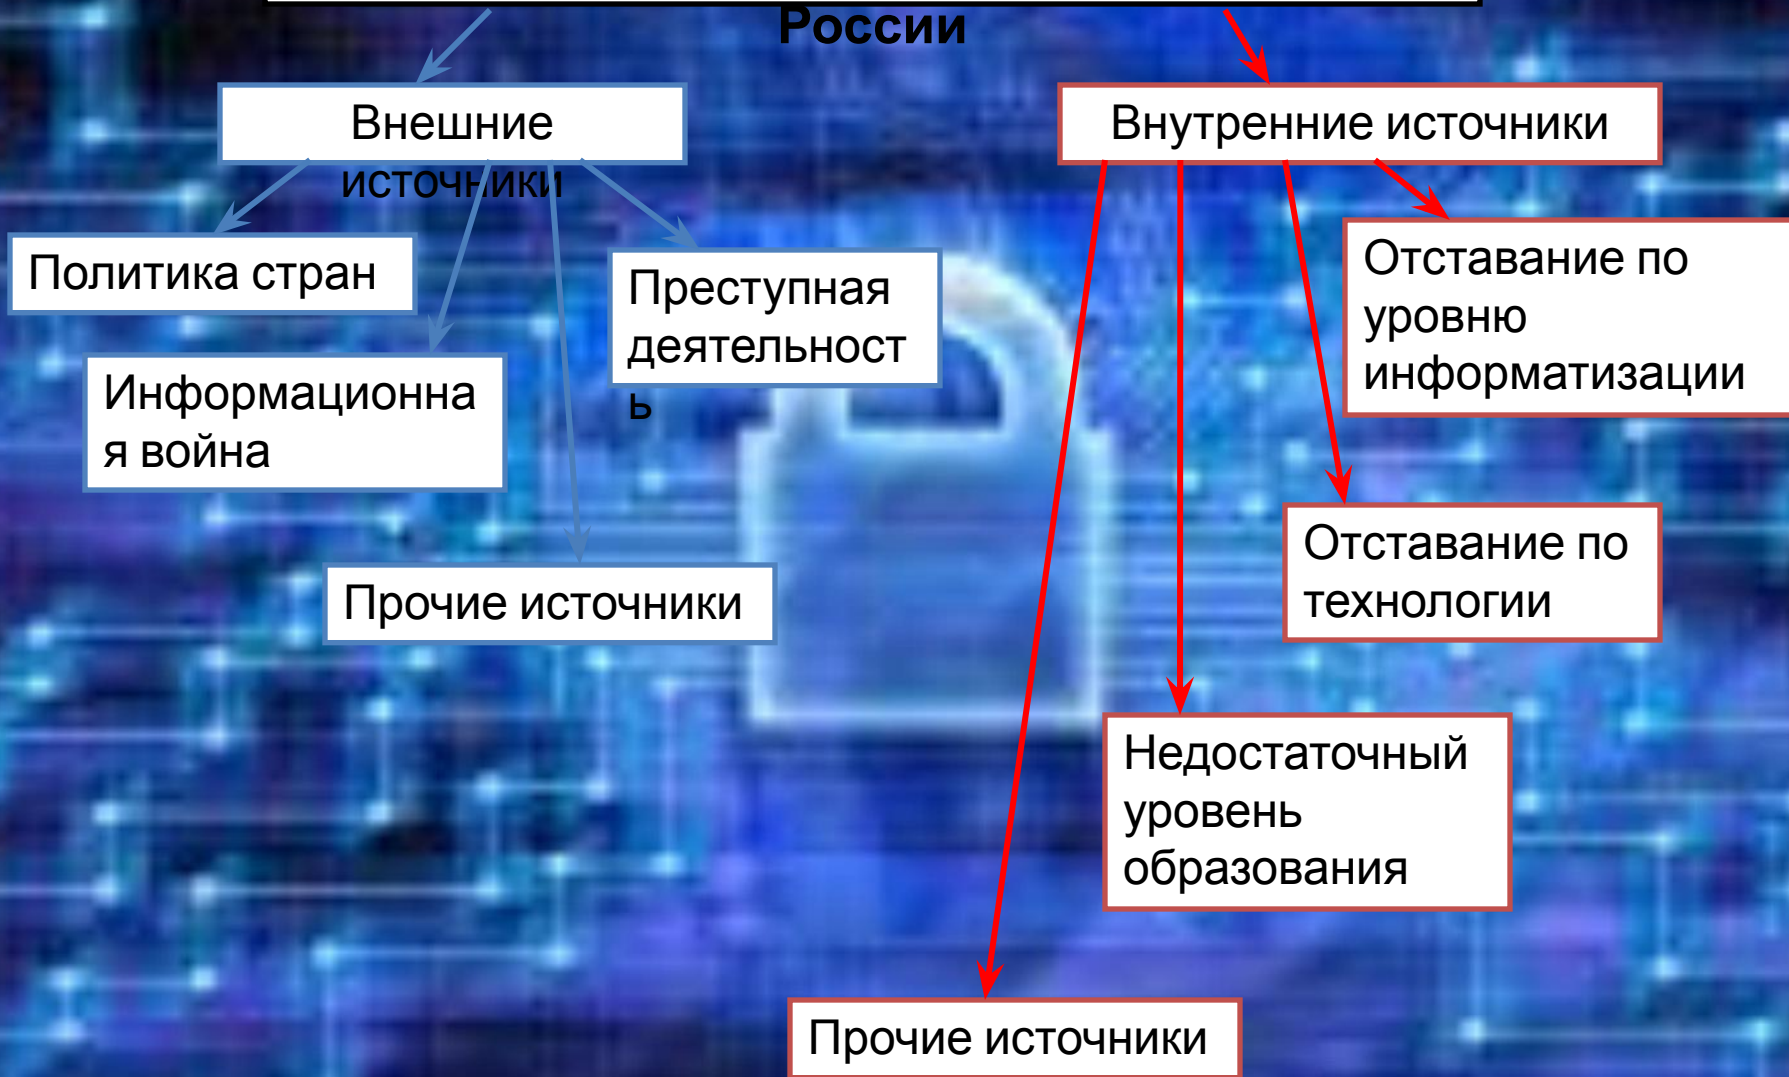 России
Внешние
источники
Внутренние источники
Политика стран
Информационна
я война
Преступная
деятельност
ь
Прочие источники
Отставание по
уровню
информатизации
Отставание по
технологии
Недостаточный
уровень
образования
Прочие источники